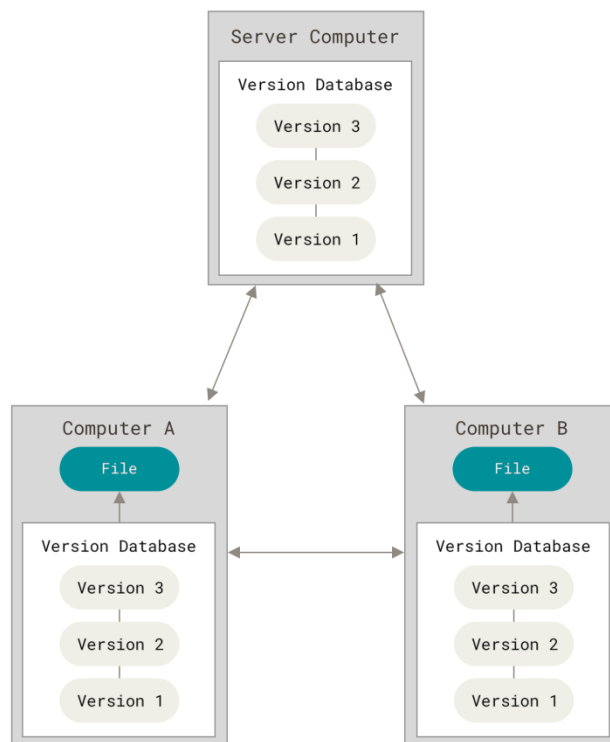 Server Computer
Version Database
Version 3
Version 2
Version 1
Computer A
File
Version Database
Version 3
Version 2
Version 1
Computer B
File
Version Database
Version 3
Version 2
Version 1